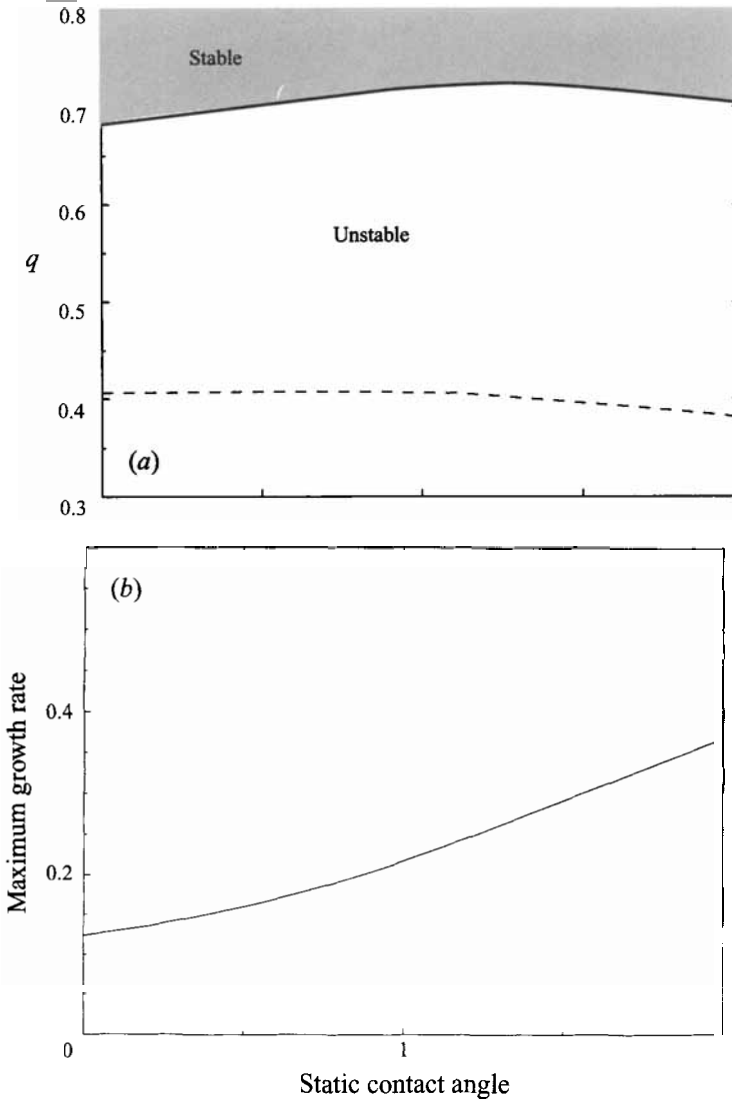 0.8
Stable
0.7
0.6
Unstable
q
0.5
0.4
(a)
0.3
(b)
0.4
Maximum growth rate
0.2
0
1
Static contact angle